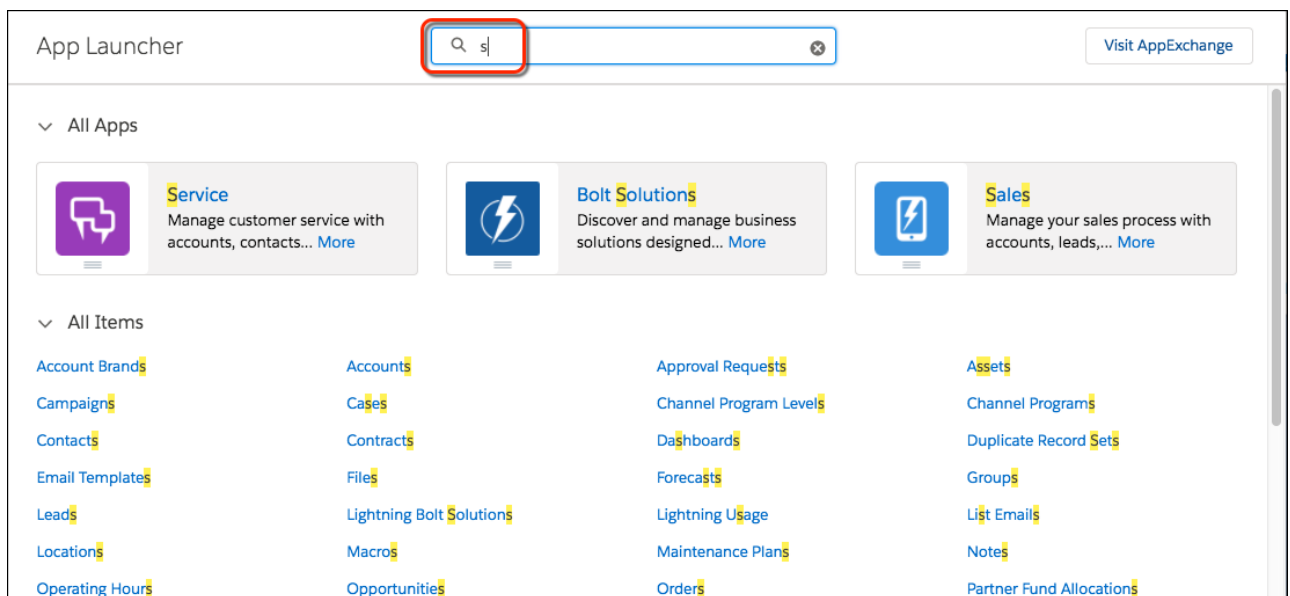 App Launcher
s
Visit AppExchange
All Apps
Service
Manage customer service with
accounts, contacts... More
Bolt Solutions
Discover and manage business
solutions designed... More
Sales
Manage your sales process with
accounts, leads,... More
All Items
Account Brands Accounts Approval Requests Assets
Campaigns Cases Channel Program Levels Channel Programs
Contacts Contracts Dashboards Duplicate Record Sets
Email Templates Files Forecasts Groups
Leads Lightning Bolt Solutions Lightning Usage List Emails
Locations Macros Maintenance Plans Notes
Operating Hours Opportunities Orders Partner Fund Allocations